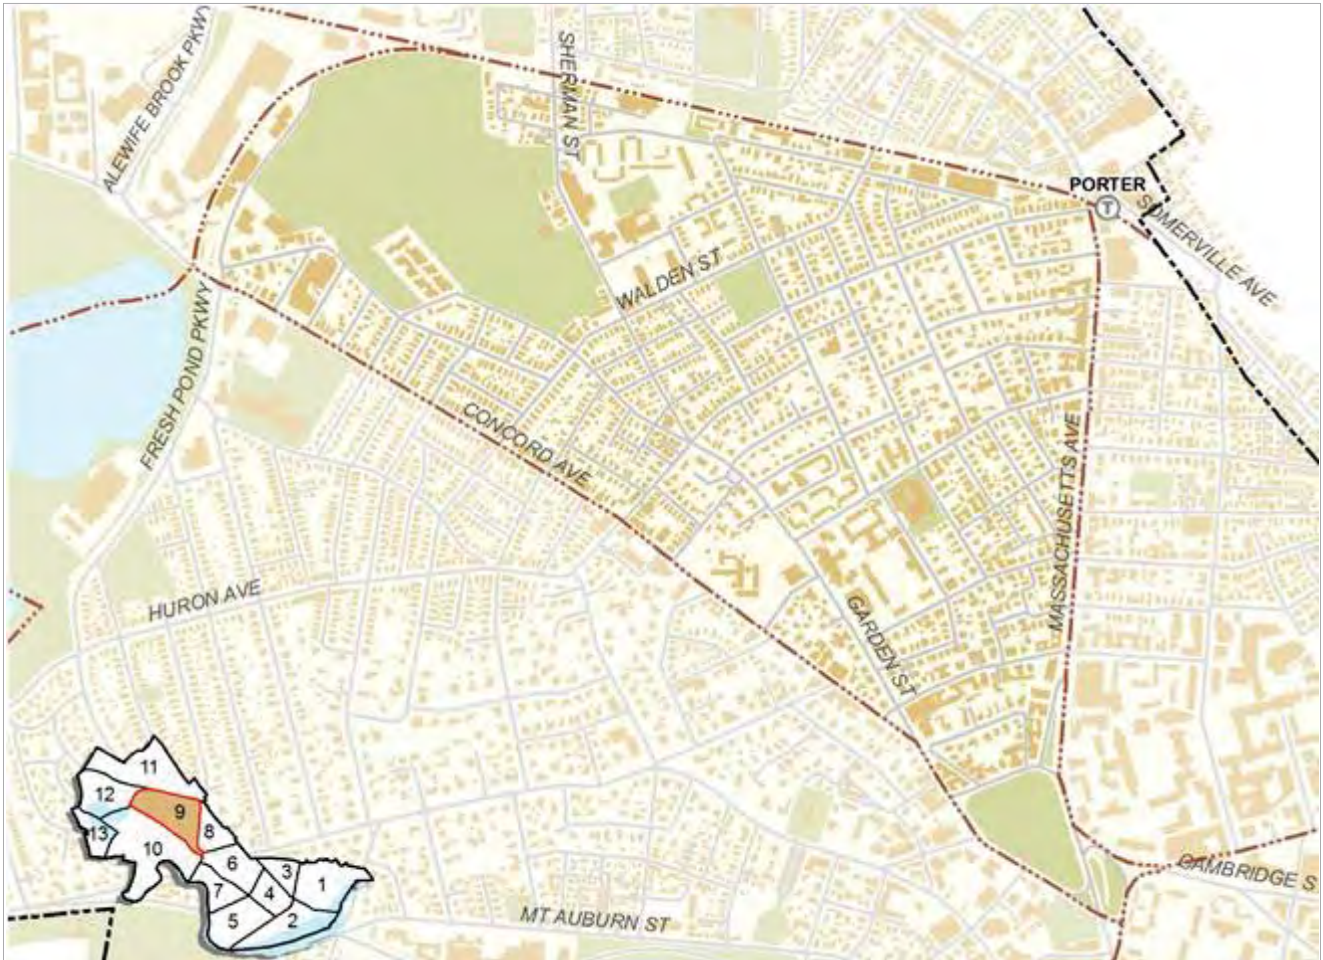 ALEWIFE BROOK PKWY
SHERMAN ST
PORTER
T
SOMERVILLE AVE
WALDEN ST
FRESH POND PKWY
CONCORD AVE
MASSACHUSETTS AVE
HURON AVE
GARDEN ST
CAMBRIDGE S
MT AUBURN ST
11
12
9
13
8
10
6
3
1
7
4
5
2